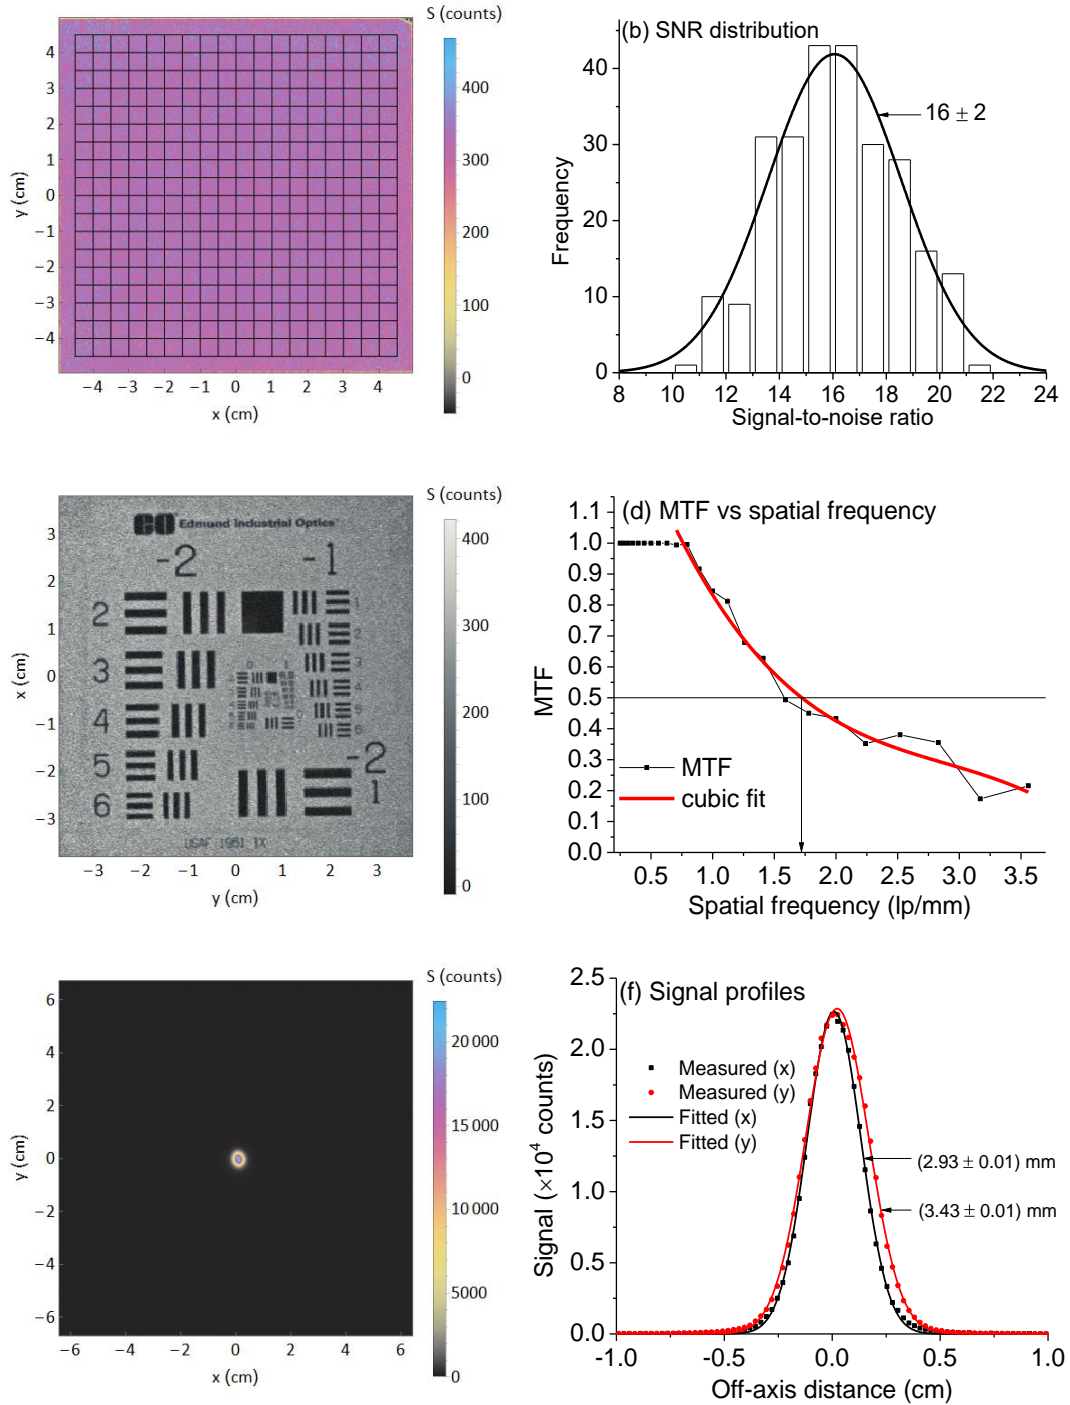 S (counts)
4
3
2
1
0
−1
−2
−3
−4
y (cm)
−4 −3 −2 −1 0 1 2 3 4
x (cm)
400
300
200
100
0
(b) SNR distribution
16 ± 2
40
30
20
10
0
Frequency
8 10 12 14 16 18 20 22 24
Signal-to-noise ratio
S (counts)
EO Edmund Industrial Optics
-2 -1
2
3
4
5
6
1
2
3
4
5
6
0 1
-2
1
USAF 1951 1X
3
2
1
0
−1
−2
−3
x (cm)
−3 −2 −1 0 1 2 3
y (cm)
400
300
200
100
0
(d) MTF vs spatial frequency
1.1
1.0
0.9
0.8
0.7
0.6
0.5
0.4
0.3
0.2
0.1
0.0
MTF
MTF
cubic fit
0.5 1.0 1.5 2.0 2.5 3.0 3.5
Spatial frequency (lp/mm)
S (counts)
6
4
2
0
−2
−4
−6
y (cm)
−6 −4 −2 0 2 4 6
x (cm)
20 000
15 000
10 000
5000
0
(f) Signal profiles
Measured (x)
Measured (y)
Fitted (x)
Fitted (y)
(2.93 ± 0.01) mm
(3.43 ± 0.01) mm
2.5
2.0
1.5
1.0
0.5
0.0
Signal (×10⁴ counts)
-1.0 -0.5 0.0 0.5 1.0
Off-axis distance (cm)